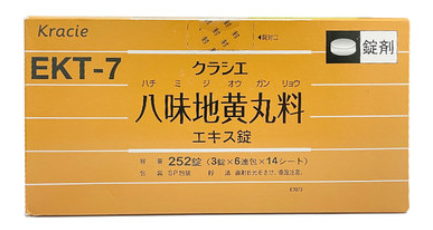 Kracie
錠剤
EKT-7
クラシエ
ハチ ミ ジ オウ ガン リョウ
八味地黄丸料
エキス錠
252錠(3錠×6連包×14シート)